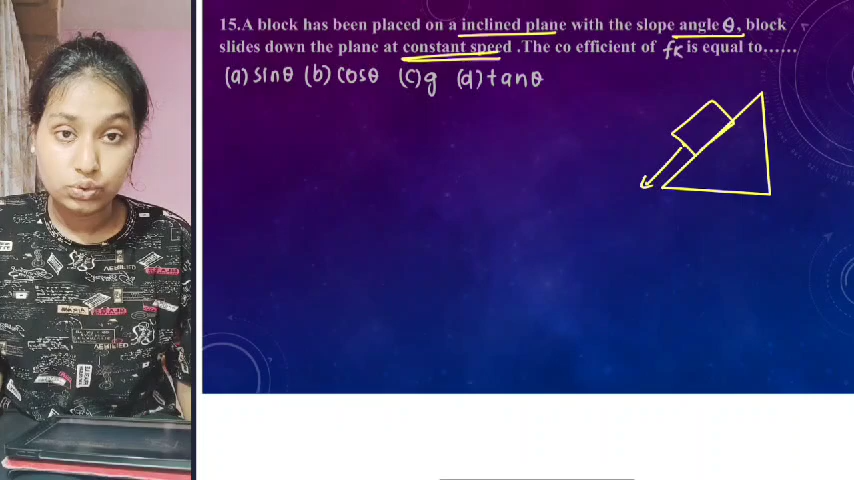 15.A block has been placed on a inclined plane with the slope angle θ, block
slides down the plane at constant speed .The co efficient of fk is equal to......
(a) sinθ (b) cosθ (c) g (d) tanθ